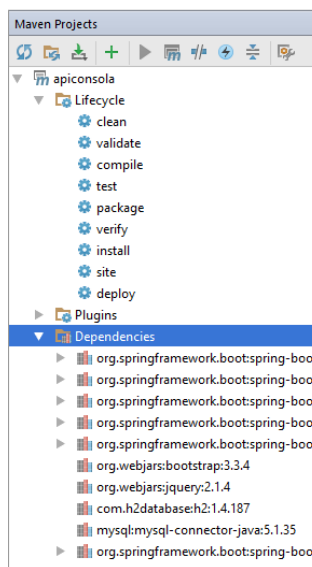 Maven Projects
apiconsola
Lifecycle
clean
validate
compile
test
package
verify
install
site
deploy
Plugins
Dependencies
org.springframework.boot:spring-boo
org.springframework.boot:spring-boo
org.springframework.boot:spring-boo
org.springframework.boot:spring-boo
org.springframework.boot:spring-boo
org.webjars:bootstrap:3.3.4
org.webjars:jquery:2.1.4
com.h2database:h2:1.4.187
mysql:mysql-connector-java:5.1.35
org.springframework.boot:spring-boo